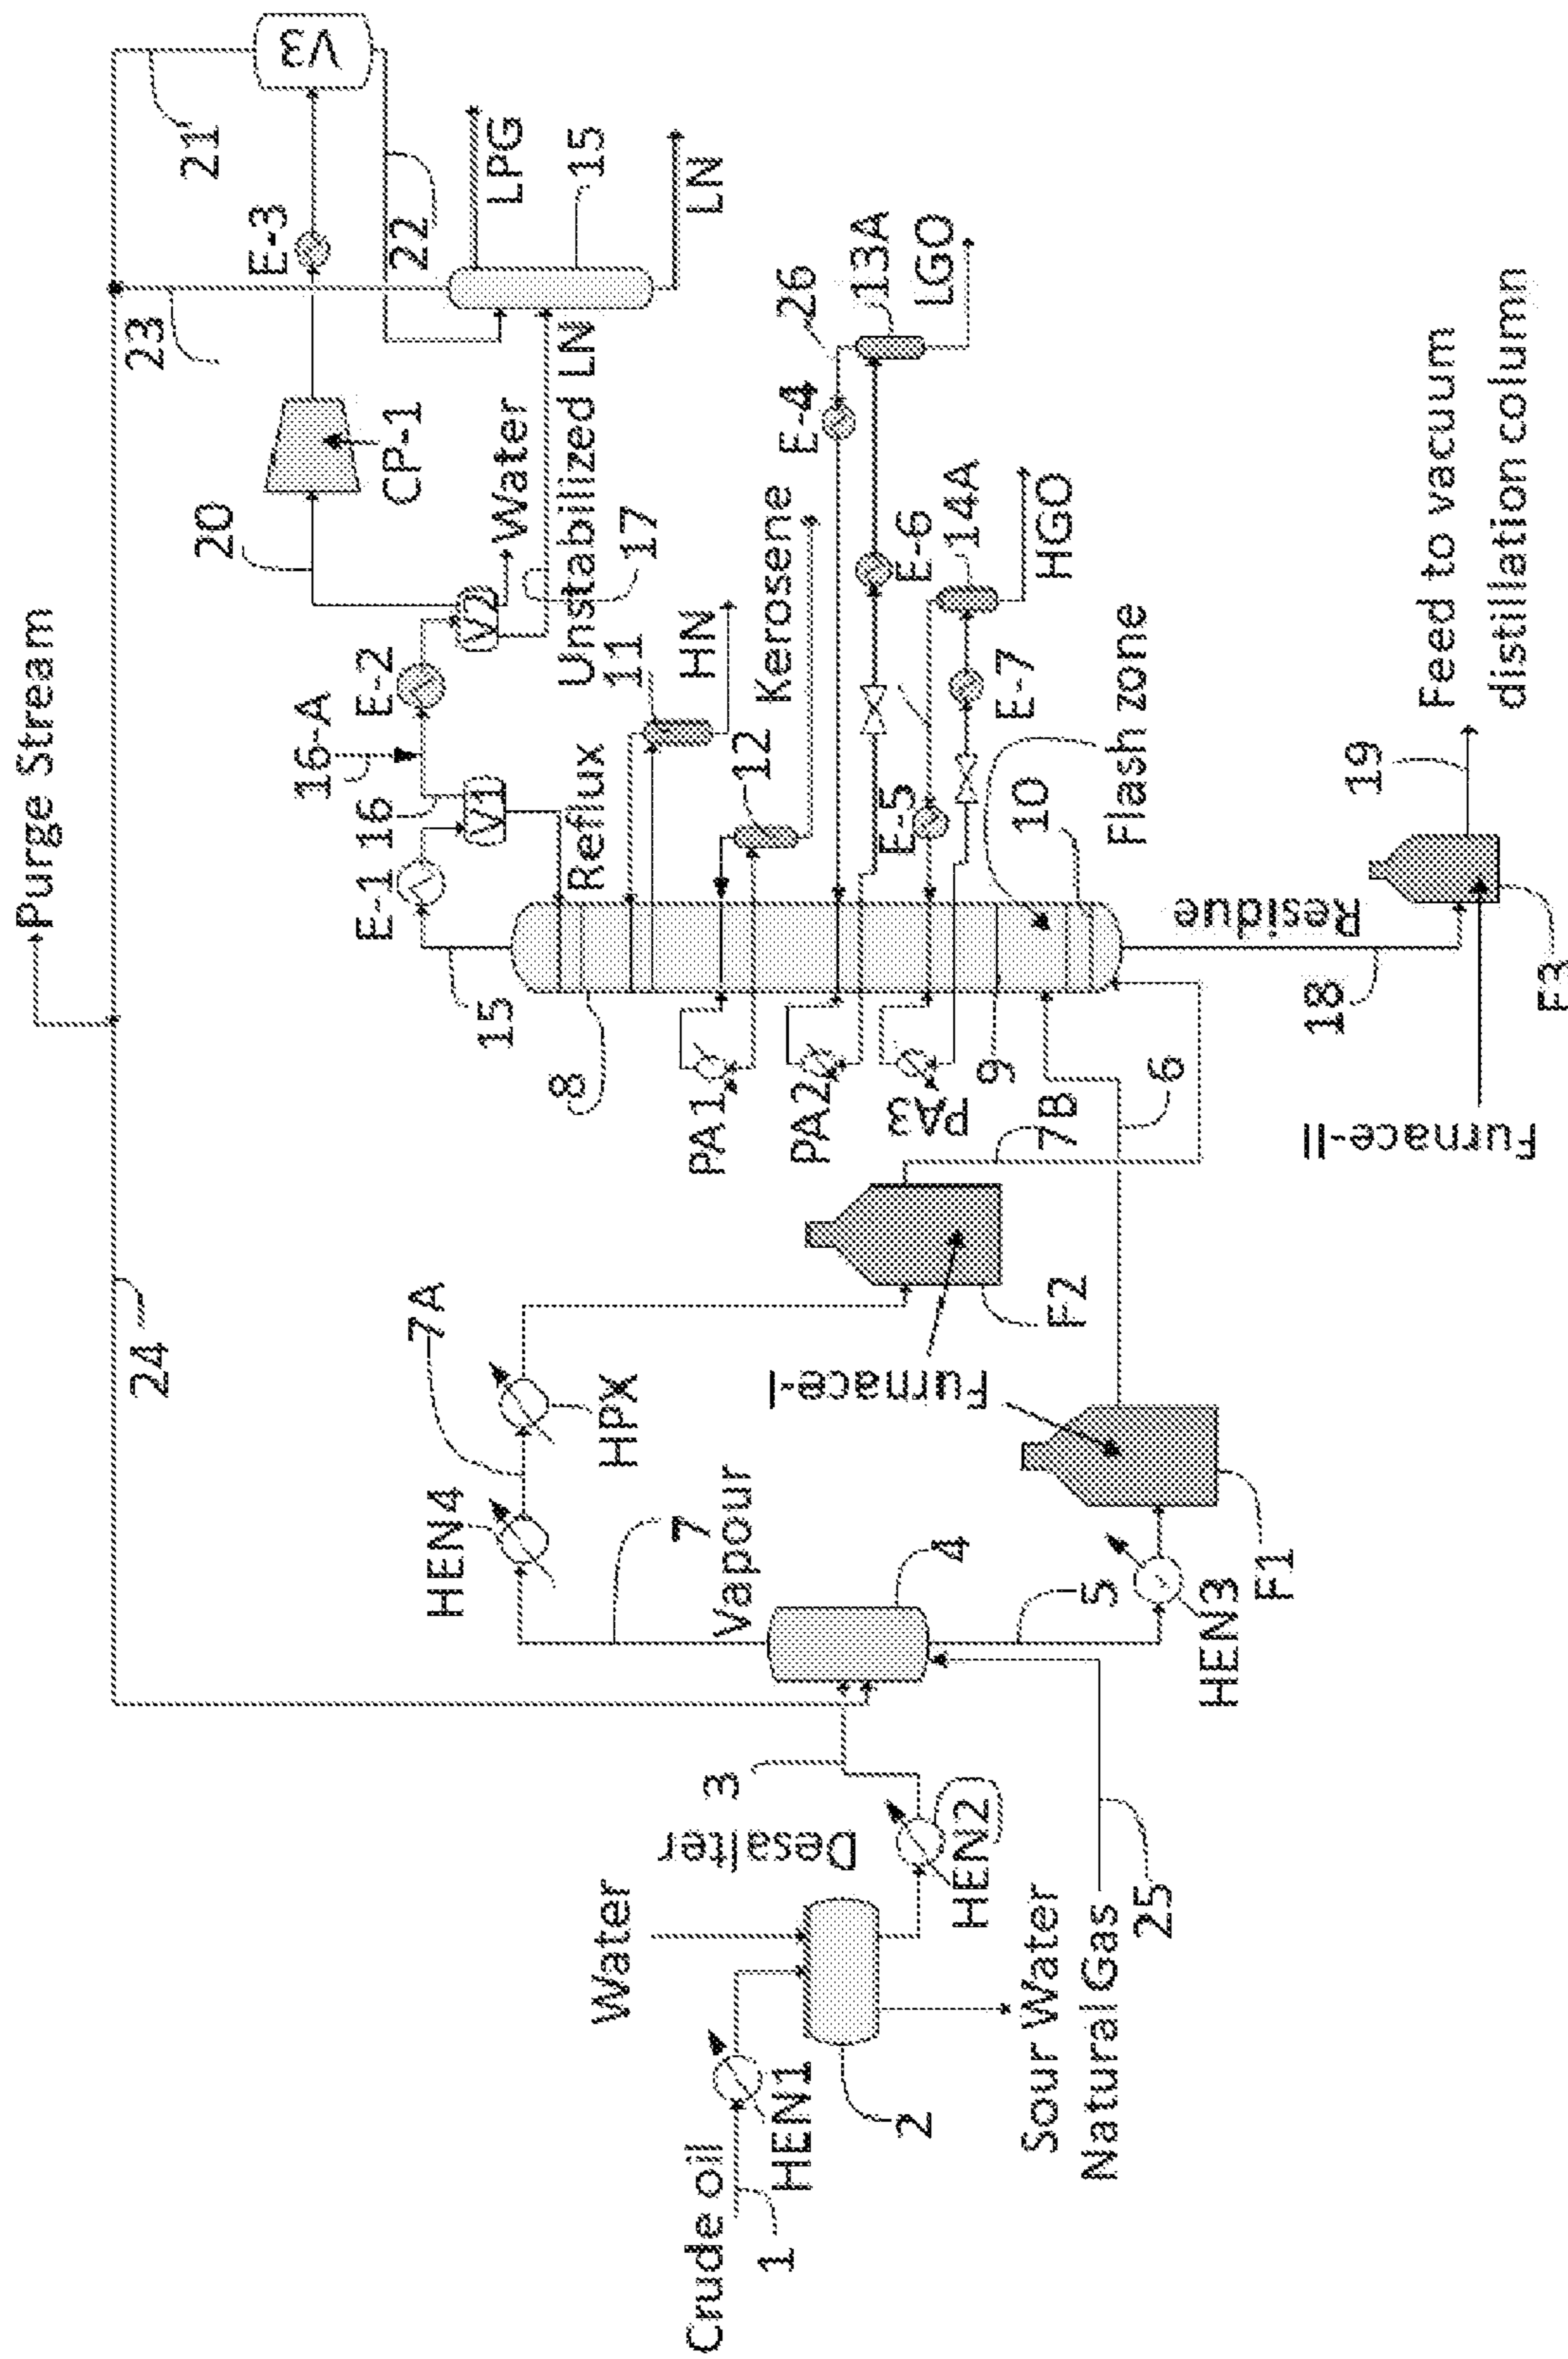 Purge Stream
24
23
21
V3
E-3
22
LPG
15
LN
20
CP-1
16-A
E-2
V2
Water
Unstabilized LN
17
E-1
16
V1
Reflux
11
HN
12
Kerosene
E-4
26
13A
LGO
E-5
E-6
14A
HGO
E-7
15
8
PA1
PA2
PA3
9
10
Flash zone
7B
6
Residue
18
19
F3
Furnace-II
Feed to vacuum
distillation column
7A
HEN4
HPX
7
Vapour
4
5
HEN3
F1
F2
Furnace-I
3
Desalter
HEN2
Water
Crude oil
1
HEN1
2
Sour Water
Natural Gas
25